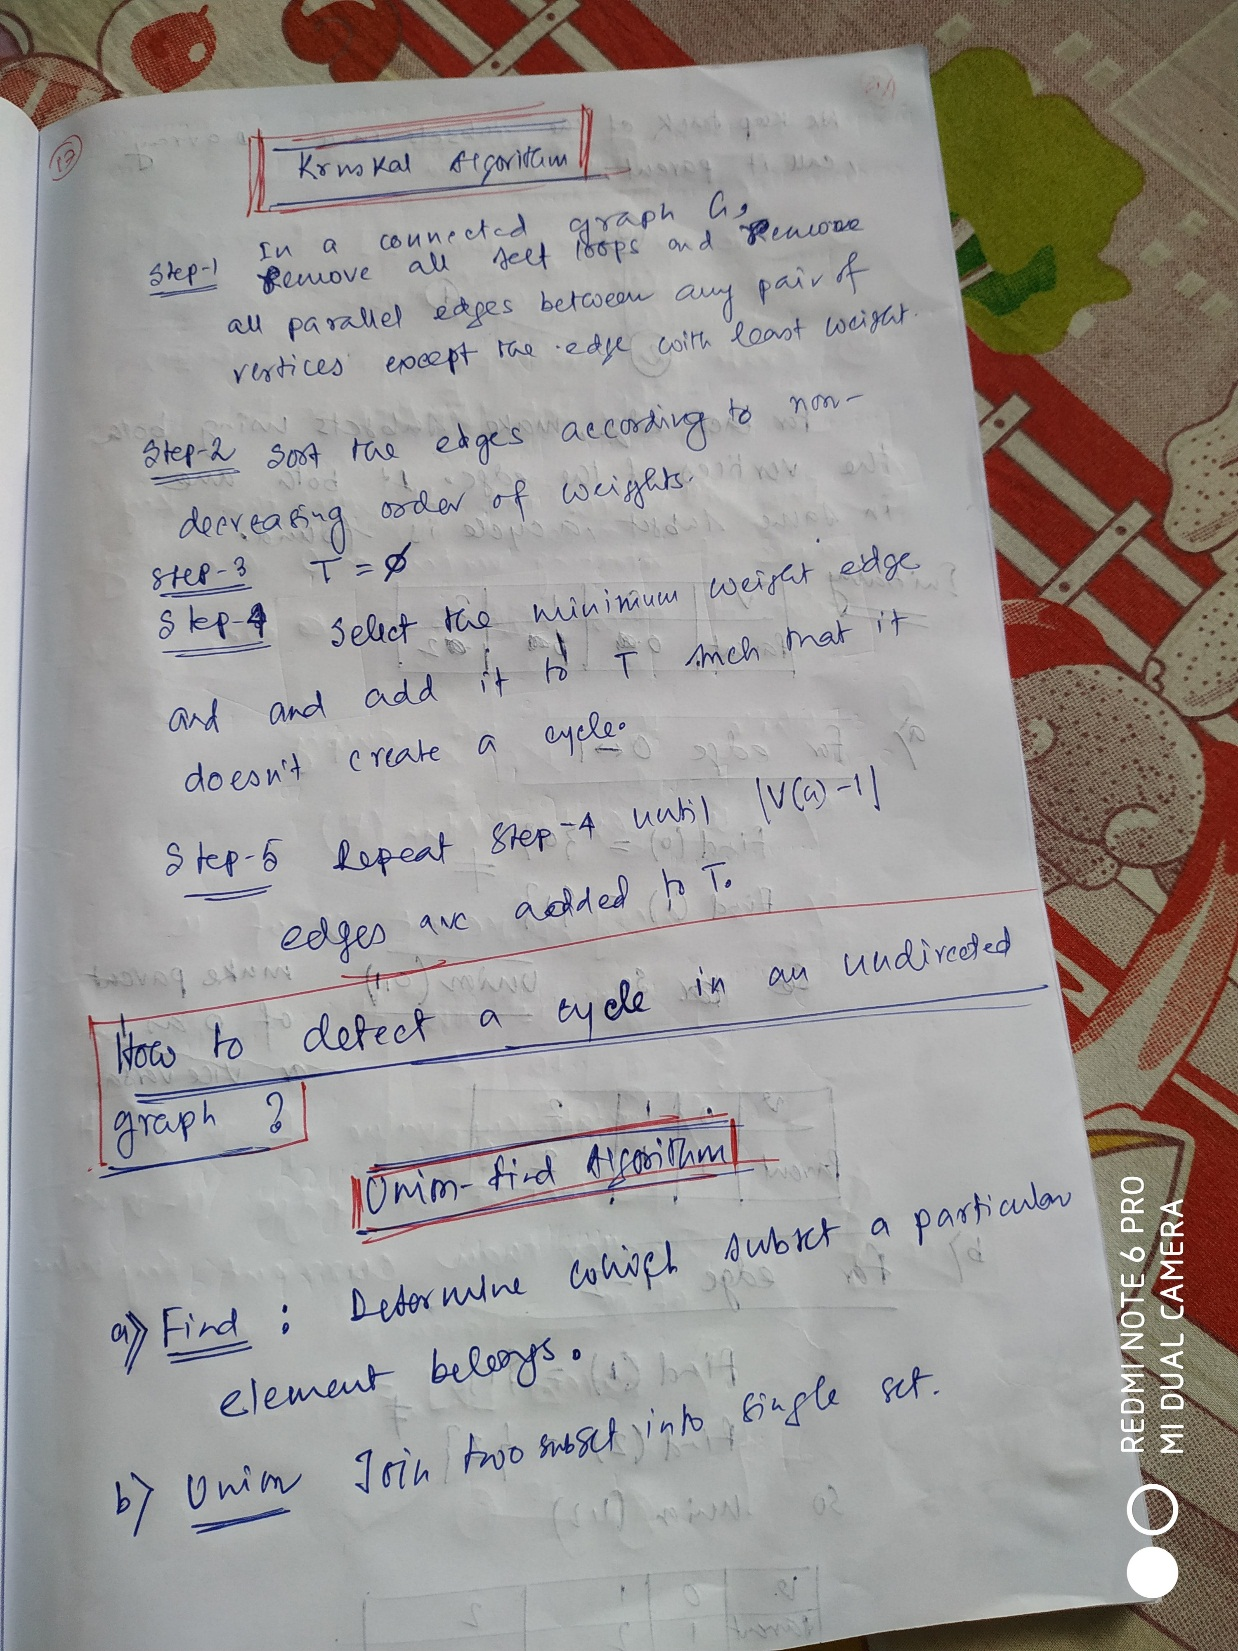 17
Kruskal Algorithm
In a connected graph G,
Step-1 Remove all self loops and Remove
all parallel edges between any pair of
vertices except the edge with least weight.
Step-2 Sort the edges according to non-
decreasing order of weights.
Step-3 T = ∅
Step-4 Select the minimum weight edge
and and add it to T such that it
doesn't create a cycle.
Step-5 Repeat Step-4 until |V(G)-1|
edges are added to T.
How to detect a cycle in an undirected
graph ?
Union-find Algorithm
a) Find : Determine which subset a particular
element belongs.
b) Union Join two subset into single set.
REDMI NOTE 6 PRO
MI DUAL CAMERA